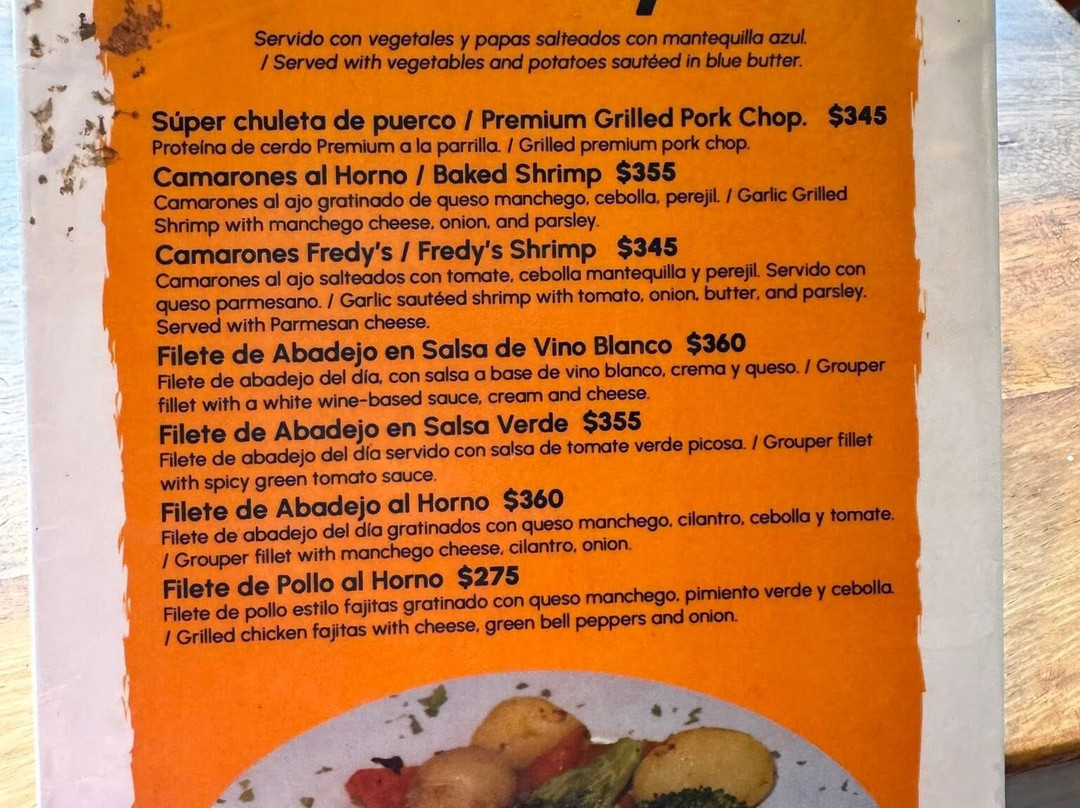 Servido con vegetales y papas salteados con mantequilla azul.
/ Served with vegetables and potatoes sautéed in blue butter.
Súper chuleta de puerco / Premium Grilled Pork Chop. $345
Proteína de cerdo Premium a la parrilla. / Grilled premium pork chop.
Camarones al Horno / Baked Shrimp $355
Camarones al ajo gratinado de queso manchego, cebolla, perejil. / Garlic Grilled
Shrimp with manchego cheese, onion, and parsley.
Camarones Fredy's / Fredy's Shrimp $345
Camarones al ajo salteados con tomate, cebolla mantequilla y perejil. Servido con
queso parmesano. / Garlic sautéed shrimp with tomato, onion, butter, and parsley.
Served with Parmesan cheese.
Filete de Abadejo en Salsa de Vino Blanco $360
Filete de abadejo del día, con salsa a base de vino blanco, crema y queso. / Grouper
fillet with a white wine-based sauce, cream and cheese.
Filete de Abadejo en Salsa Verde $355
Filete de abadejo del día servido con salsa de tomate verde picosa. / Grouper fillet
with spicy green tomato sauce.
Filete de Abadejo al Horno $360
Filete de abadejo del día gratinados con queso manchego, cilantro, cebolla y tomate.
/ Grouper fillet with manchego cheese, cilantro, onion.
Filete de Pollo al Horno $275
Filete de pollo estilo fajitas gratinado con queso manchego, pimiento verde y cebolla.
/ Grilled chicken fajitas with cheese, green bell peppers and onion.